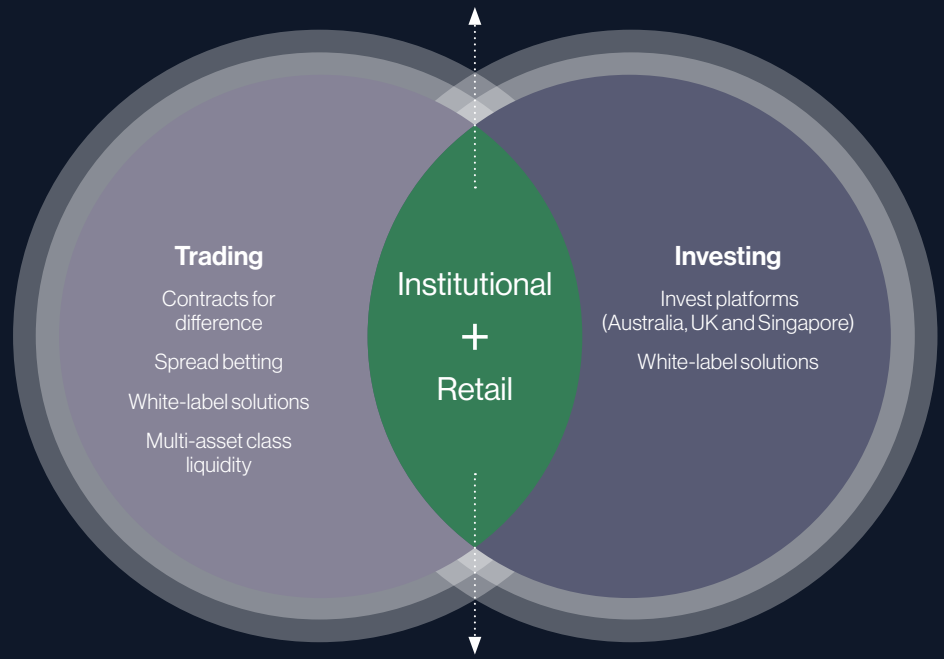 Trading
Contracts for
difference
Spread betting
White-label solutions
Multi-asset class
liquidity
Institutional
+
Retail
Investing
Invest platforms
(Australia, UK and Singapore)
White-label solutions